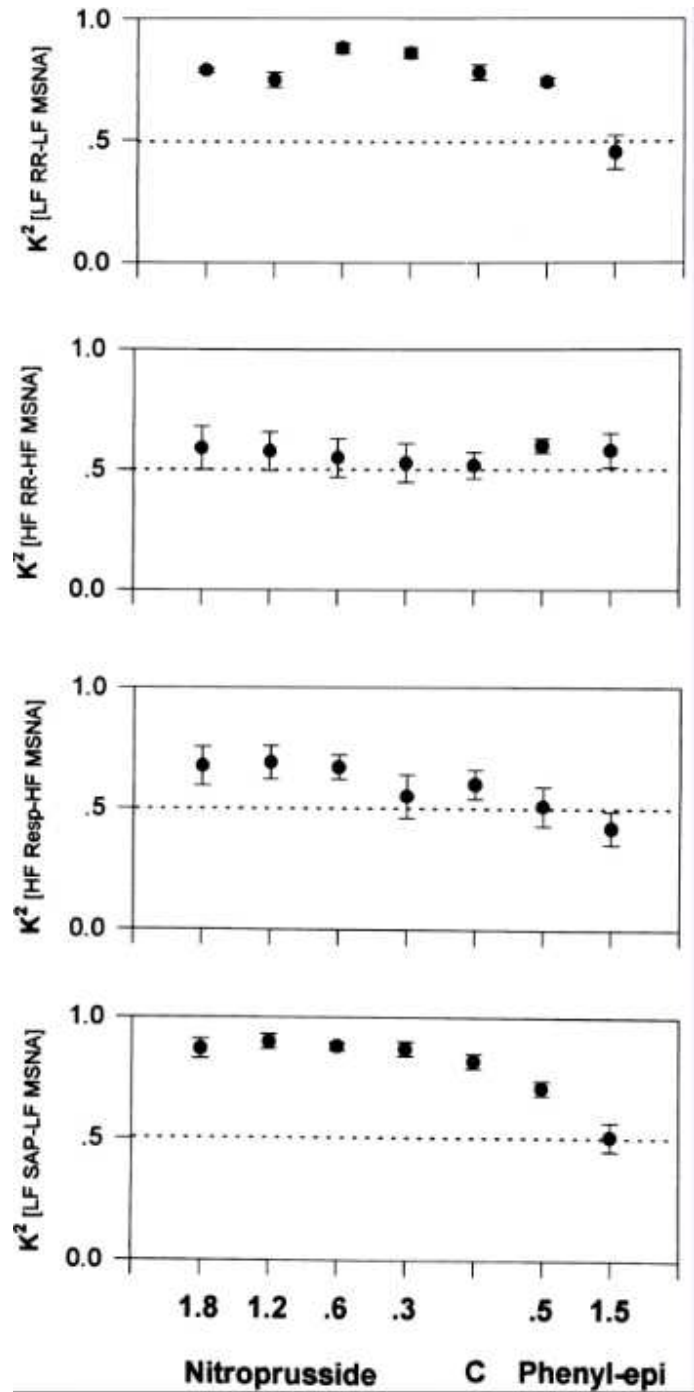 1.0
.5
0.0
K² [LF RR-LF MSNA]
1.0
.5
0.0
K² [HF RR-HF MSNA]
1.0
.5
0.0
K² [HF Resp-HF MSNA]
1.0
.5
0.0
K² [LF SAP-LF MSNA]
1.8 1.2 .6 .3 .5 1.5
Nitroprusside C Phenyl-epi